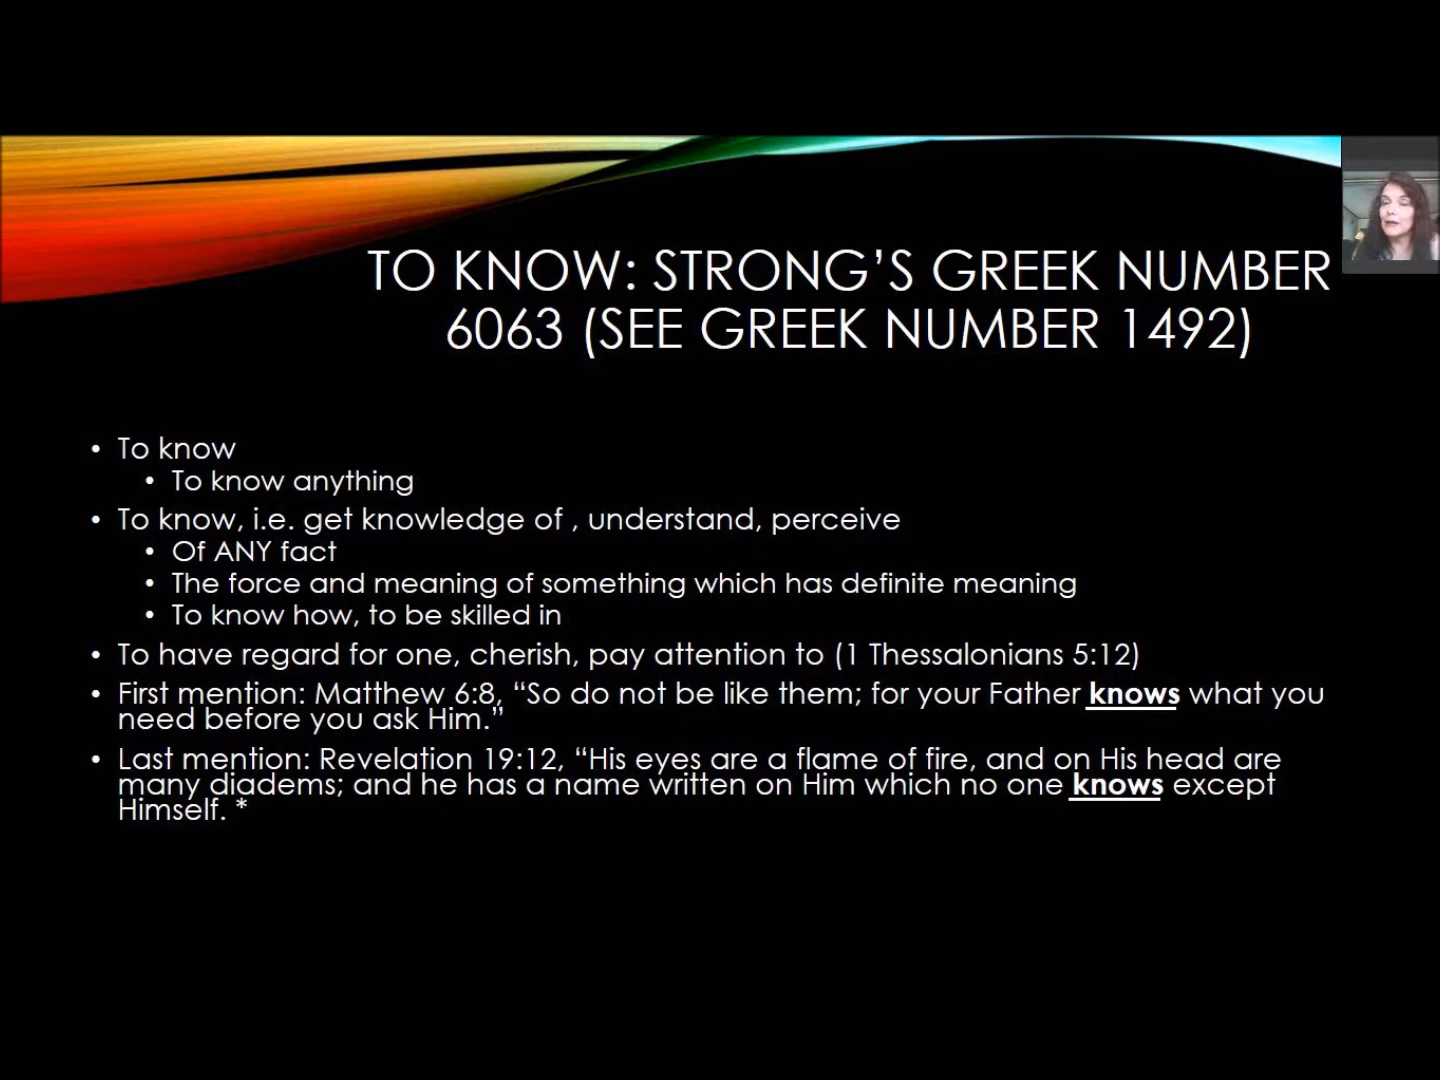 TO KNOW: STRONG’S GREEK NUMBER
6063 (SEE GREEK NUMBER 1492)
• To know
• To know anything
• To know, i.e. get knowledge of , understand, perceive
• Of ANY fact
• The force and meaning of something which has definite meaning
• To know how, to be skilled in
• To have regard for one, cherish, pay attention to (1 Thessalonians 5:12)
• First mention: Matthew 6:8, “So do not be like them; for your Father knows what you
need before you ask Him.”
• Last mention: Revelation 19:12, “His eyes are a flame of fire, and on His head are
many diadems; and he has a name written on Him which no one knows except
Himself. *